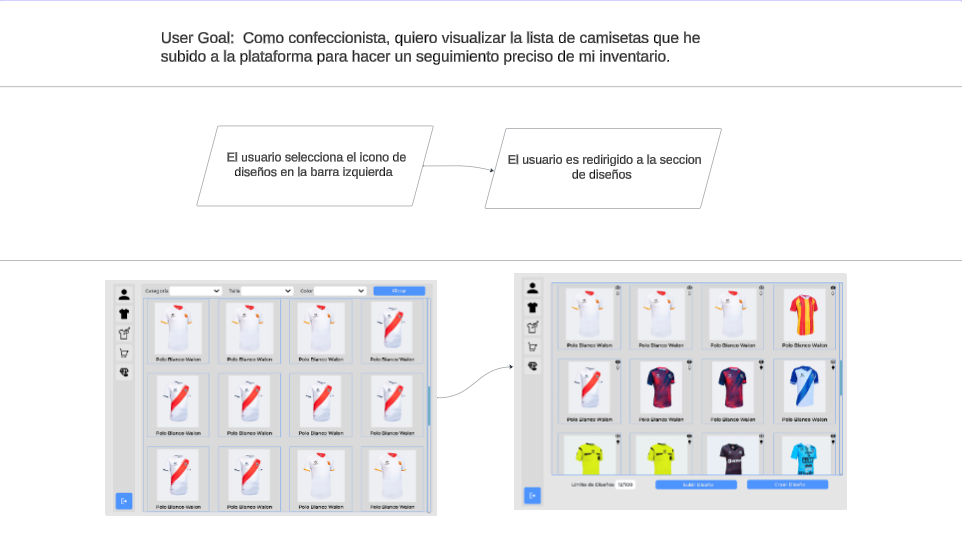 User Goal:  Como confeccionista, quiero visualizar la lista de camisetas que he
subido a la plataforma para hacer un seguimiento preciso de mi inventario.
El usuario selecciona el icono de
diseños en la barra izquierda
El usuario es redirigido a la seccion
de diseños
Categoría Talla Color Filtrar
Polo Blanco Walon Polo Blanco Walon Polo Blanco Walon Polo Blanco Walon
Polo Blanco Walon Polo Blanco Walon Polo Blanco Walon Polo Blanco Walon
Polo Blanco Walon Polo Blanco Walon Polo Blanco Walon Polo Blanco Walon
Polo Blanco Walon Polo Blanco Walon Polo Blanco Walon Polo Blanco Walon
Polo Blanco Walon Polo Blanco Walon Polo Blanco Walon Polo Blanco Walon
Límite de Diseños 12/100 Subir Diseño Crear Diseño